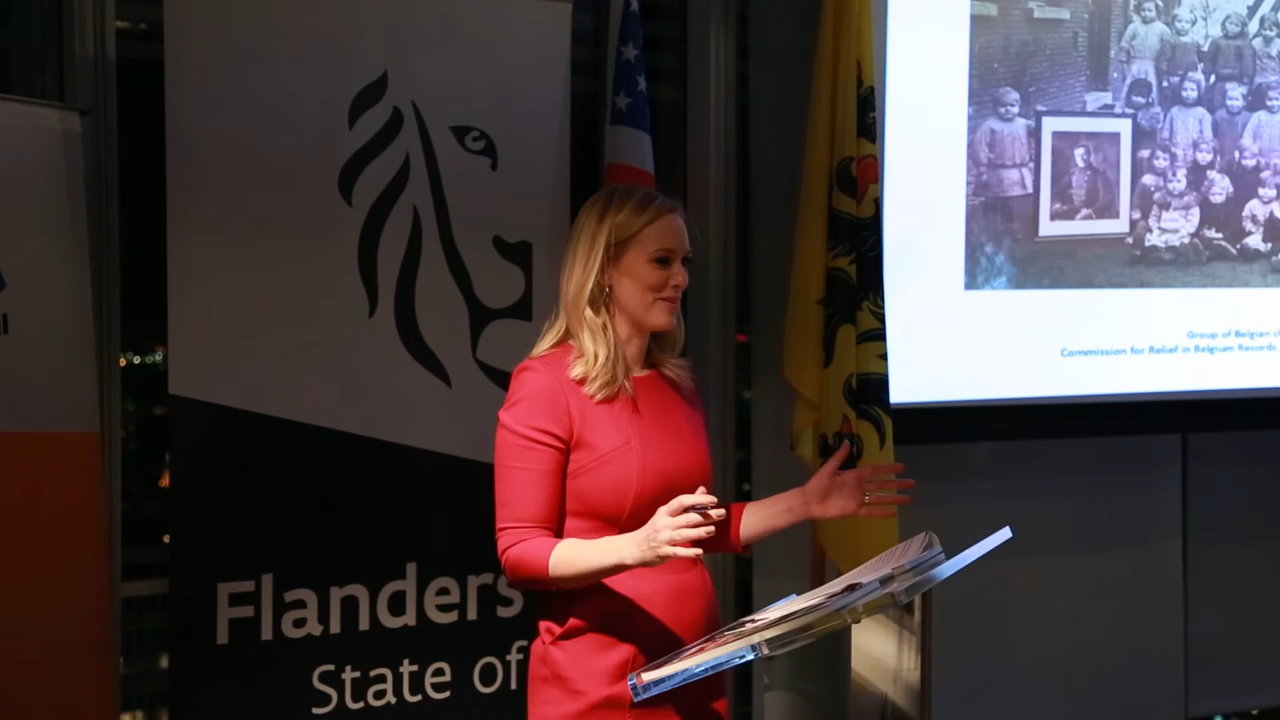 Flanders
State of
Group of Belgian
Commission for Relief in Belgium Records.